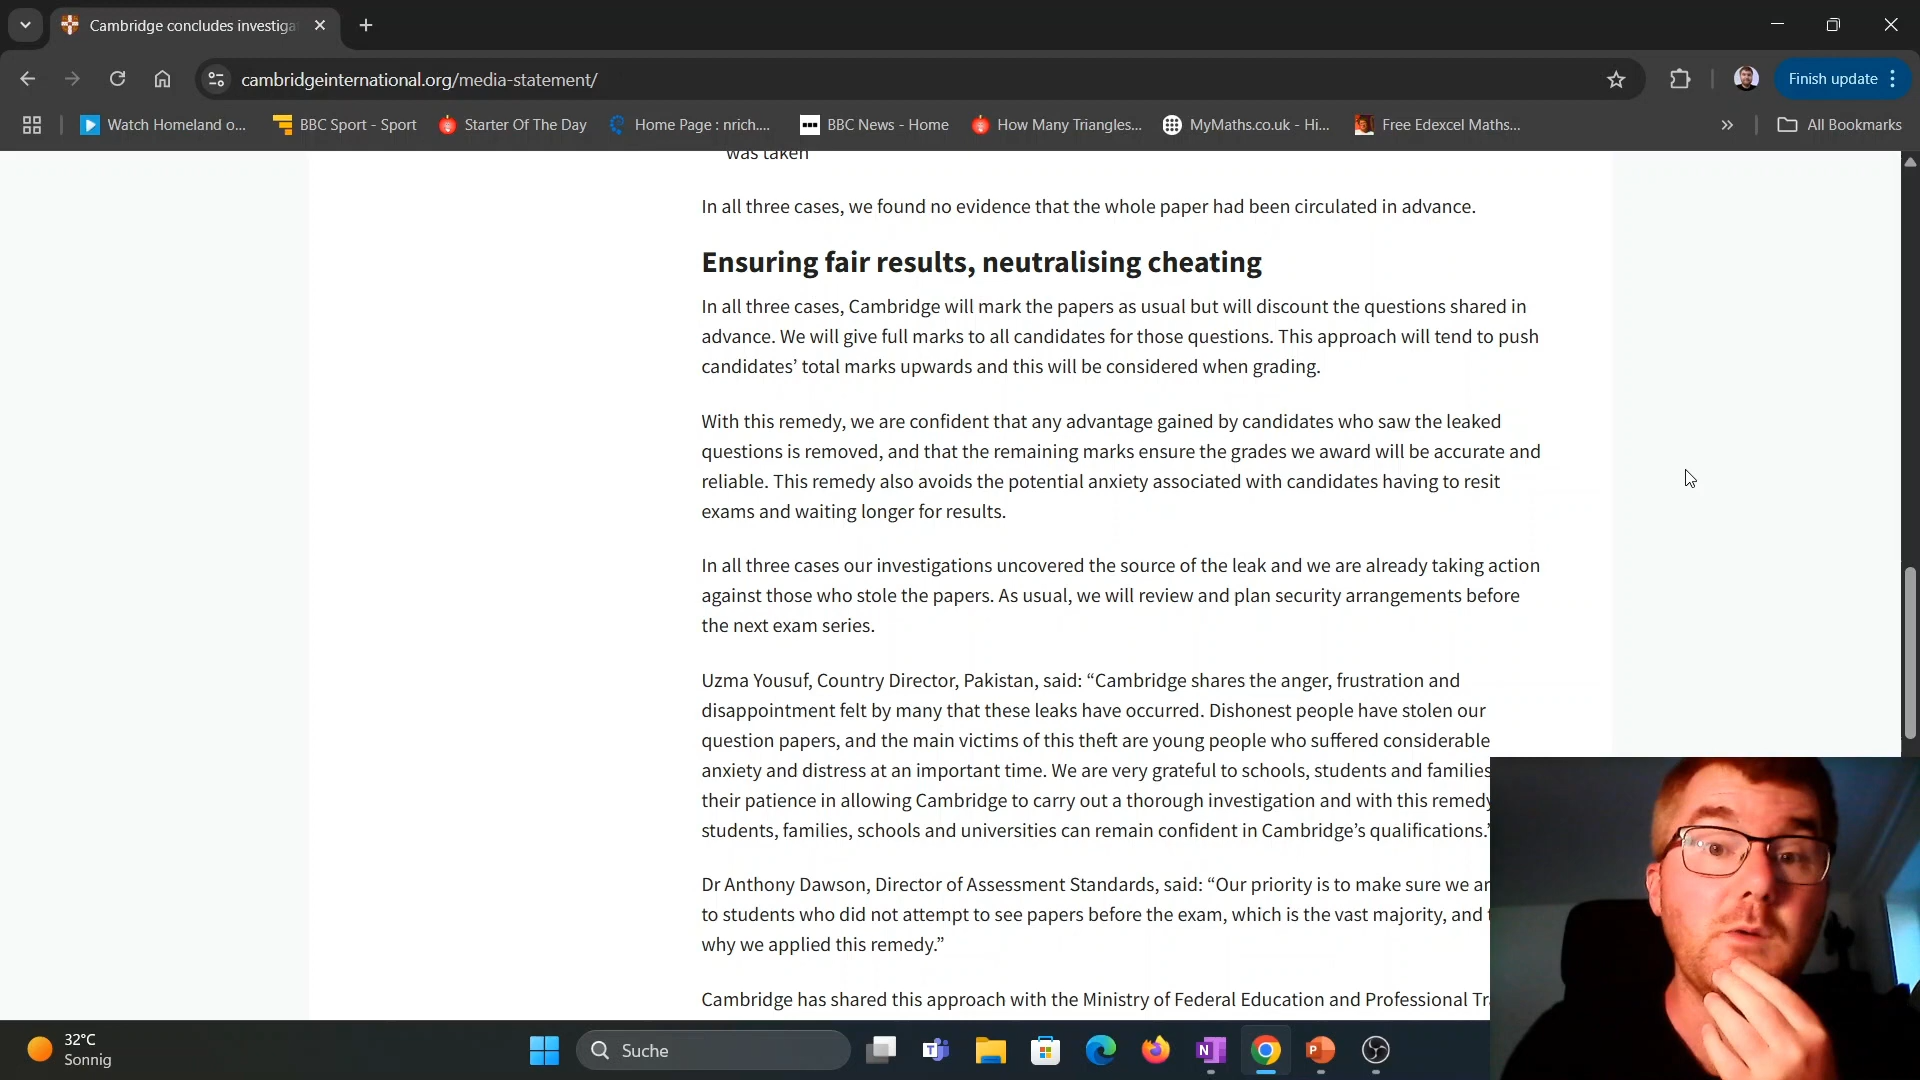 Cambridge concludes investiga
cambridgeinternational.org/media-statement/
Finish update
Watch Homeland o...
BBC Sport - Sport
Starter Of The Day
Home Page : nrich....
BBC News - Home
How Many Triangles...
MyMaths.co.uk - Hi...
Free Edexcel Maths...
All Bookmarks
was taken
In all three cases, we found no evidence that the whole paper had been circulated in advance.
Ensuring fair results, neutralising cheating
In all three cases, Cambridge will mark the papers as usual but will discount the questions shared in
advance. We will give full marks to all candidates for those questions. This approach will tend to push
candidates’ total marks upwards and this will be considered when grading.
With this remedy, we are confident that any advantage gained by candidates who saw the leaked
questions is removed, and that the remaining marks ensure the grades we award will be accurate and
reliable. This remedy also avoids the potential anxiety associated with candidates having to resit
exams and waiting longer for results.
In all three cases our investigations uncovered the source of the leak and we are already taking action
against those who stole the papers. As usual, we will review and plan security arrangements before
the next exam series.
Uzma Yousuf, Country Director, Pakistan, said: “Cambridge shares the anger, frustration and
disappointment felt by many that these leaks have occurred. Dishonest people have stolen our
question papers, and the main victims of this theft are young people who suffered considerable
anxiety and distress at an important time. We are very grateful to schools, students and families
their patience in allowing Cambridge to carry out a thorough investigation and with this remedy
students, families, schools and universities can remain confident in Cambridge’s qualifications.”
Dr Anthony Dawson, Director of Assessment Standards, said: “Our priority is to make sure we ar
to students who did not attempt to see papers before the exam, which is the vast majority, and
why we applied this remedy.”
Cambridge has shared this approach with the Ministry of Federal Education and Professional Tr
32°C
Sonnig
Suche